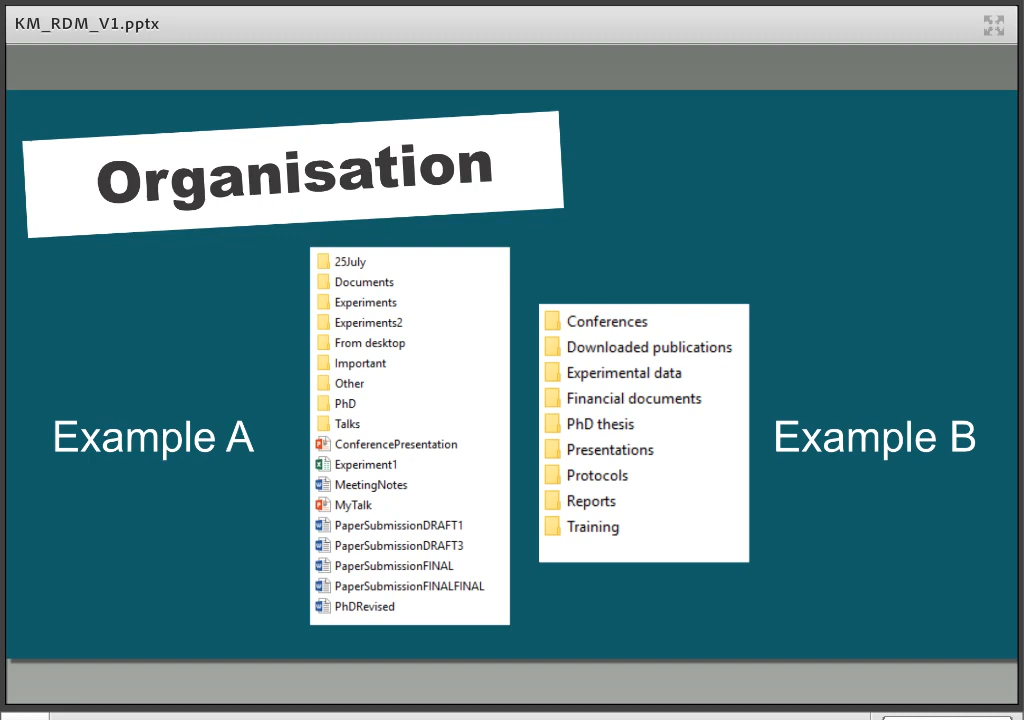 KM_RDM_V1.pptx
Organisation
Example A
25July
Documents
Experiments
Experiments2
From desktop
Important
Other
PhD
Talks
ConferencePresentation
Experiment1
MeetingNotes
MyTalk
PaperSubmissionDRAFT1
PaperSubmissionDRAFT3
PaperSubmissionFINAL
PaperSubmissionFINALFINAL
PhDRevised
Conferences
Downloaded publications
Experimental data
Financial documents
PhD thesis
Presentations
Protocols
Reports
Training
Example B